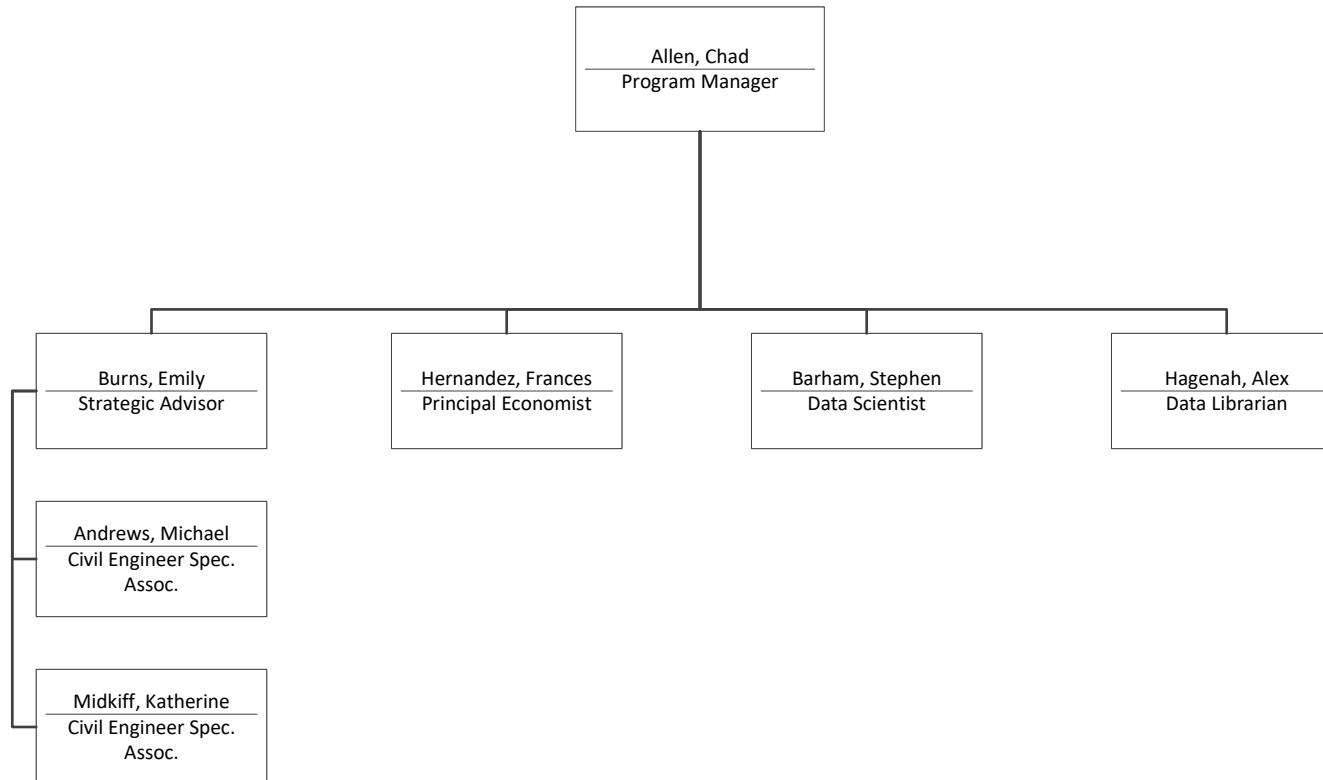 Allen, Chad
Program Manager
Burns, Emily
Strategic Advisor
Hernandez, Frances
Principal Economist
Barham, Stephen
Data Scientist
Hagenah, Alex
Data Librarian
Andrews, Michael
Civil Engineer Spec.
Assoc.
Midkiff, Katherine
Civil Engineer Spec.
Assoc.